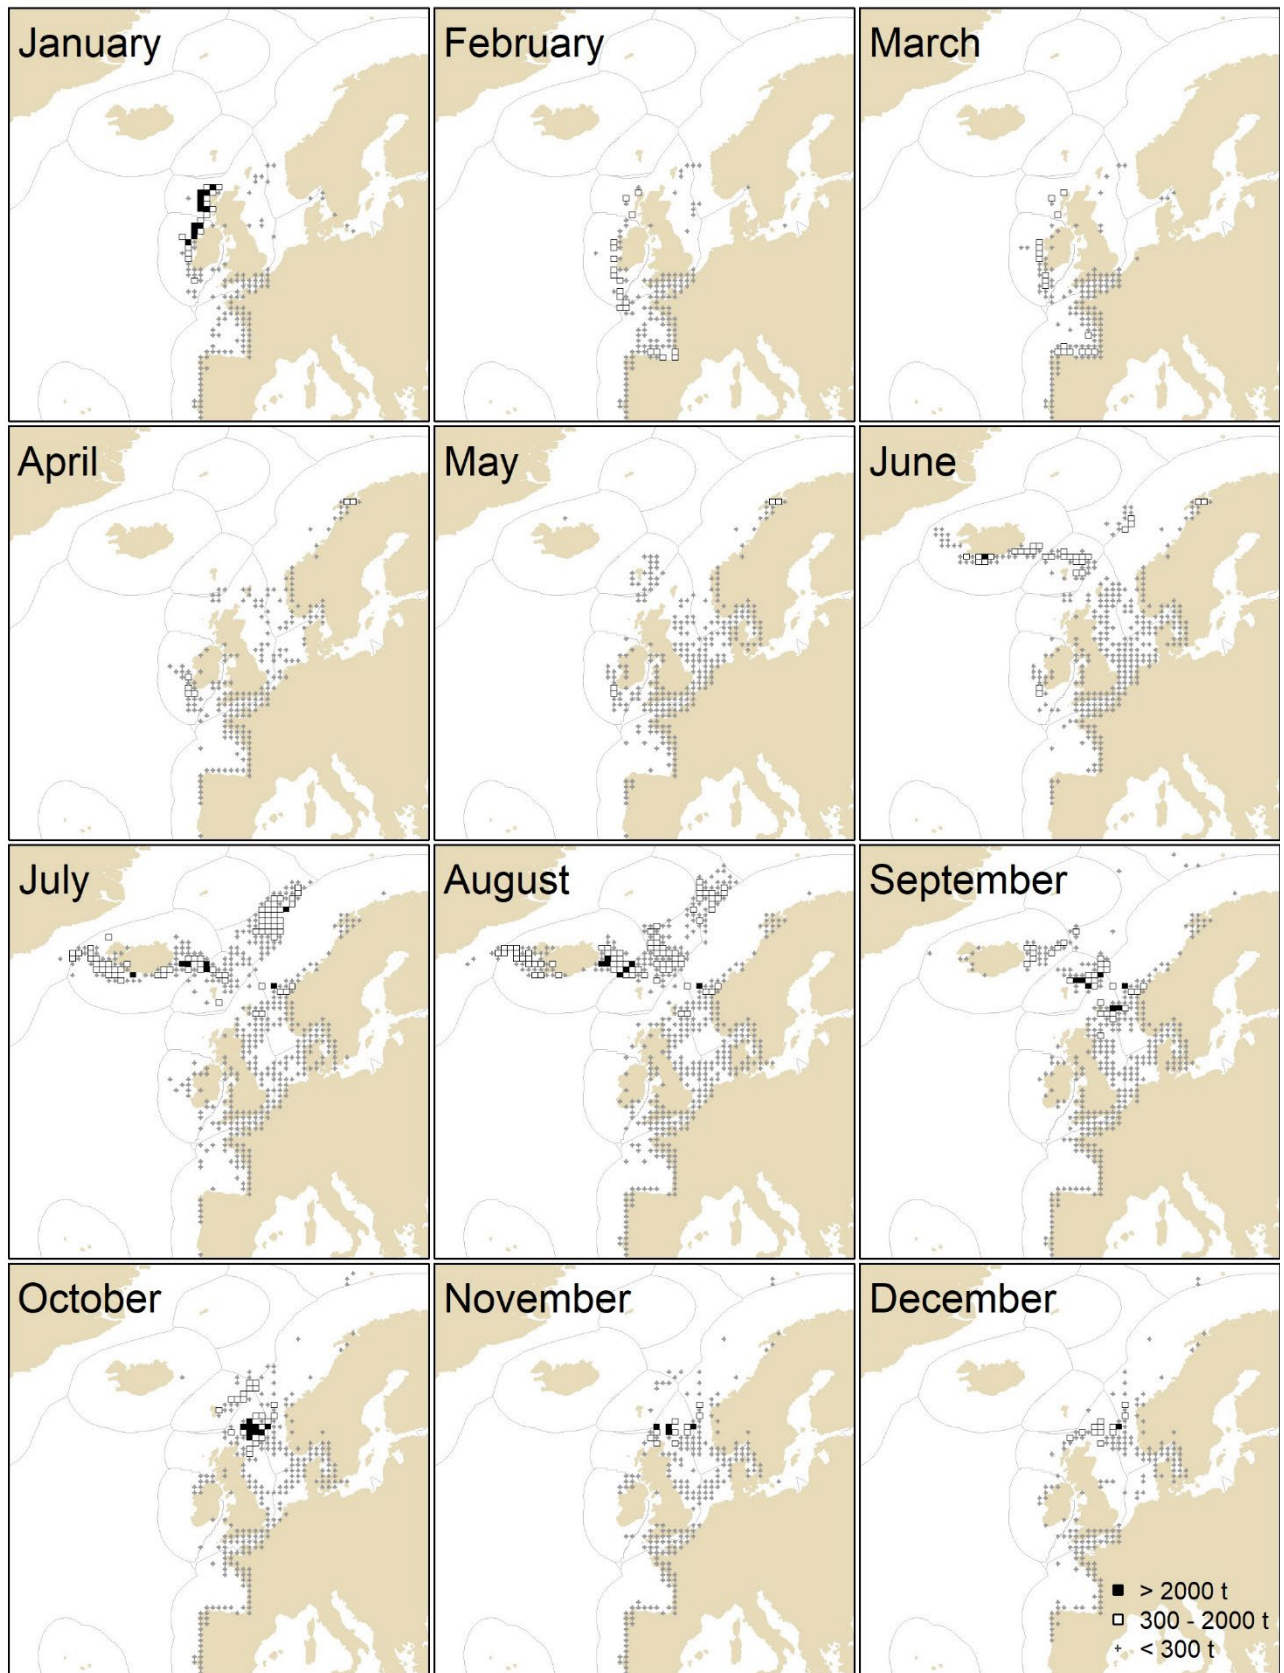 January
February
March
April
May
June
July
August
September
October
November
December
> 2000 t
300 - 2000 t
< 300 t